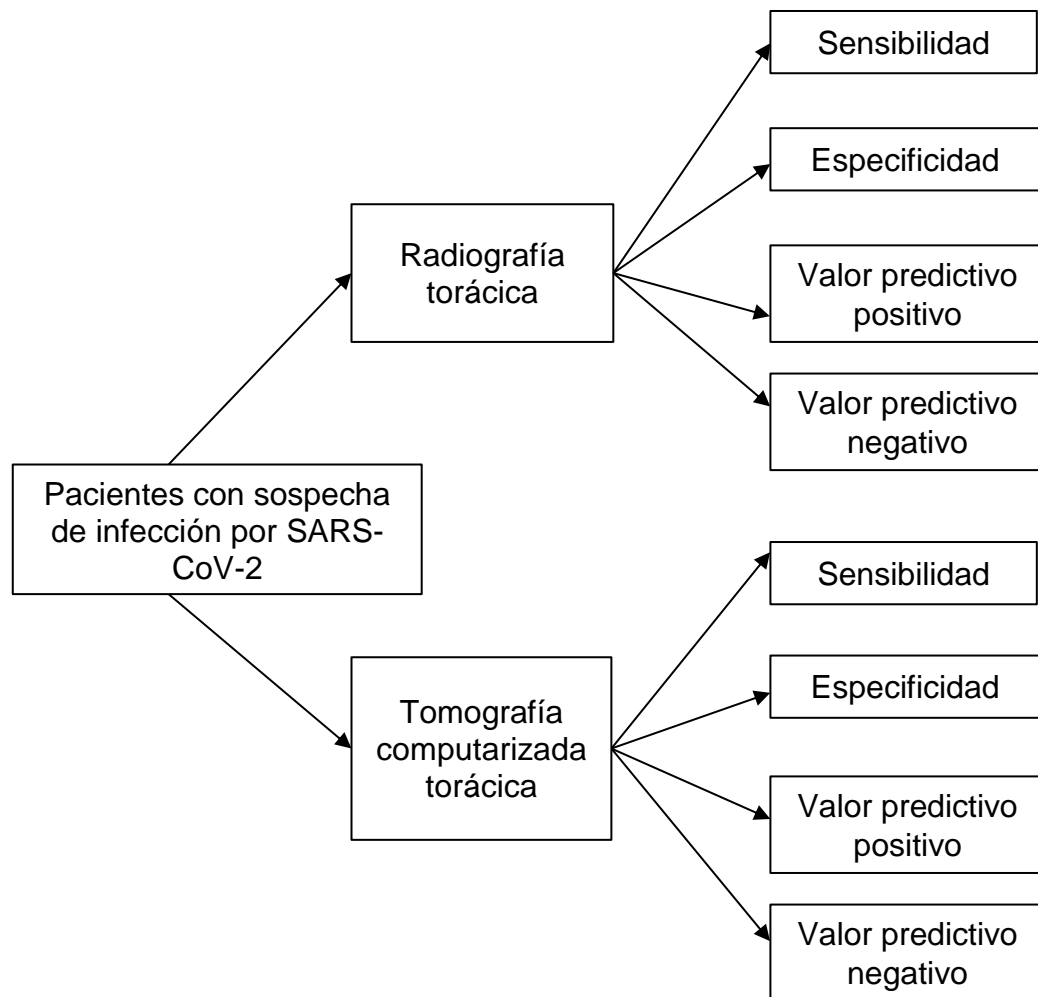 Sensibilidad
Especificidad
Radiografía
torácica
Valor predictivo
positivo
Valor predictivo
negativo
Pacientes con sospecha
de infección por SARS-
CoV-2
Sensibilidad
Especificidad
Tomografía
computarizada
torácica
Valor predictivo
positivo
Valor predictivo
negativo